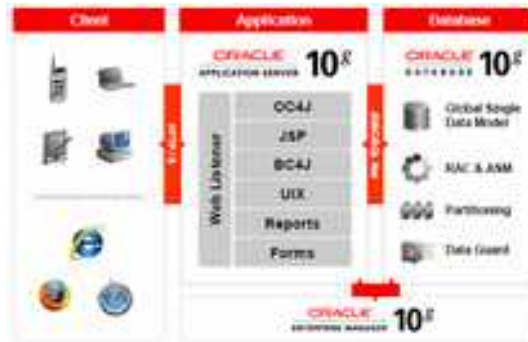 Client
Application
Database
ORACLE
APPLICATION SERVER
10g
ORACLE
DATABASE
10g
Web Listener
OC4J
JSP
BC4J
UIX
Reports
Forms
Global Single
Data Model
RAC & ASM
Partitioning
Data Guard
ORACLE
ENTERPRISE MANAGER
10g